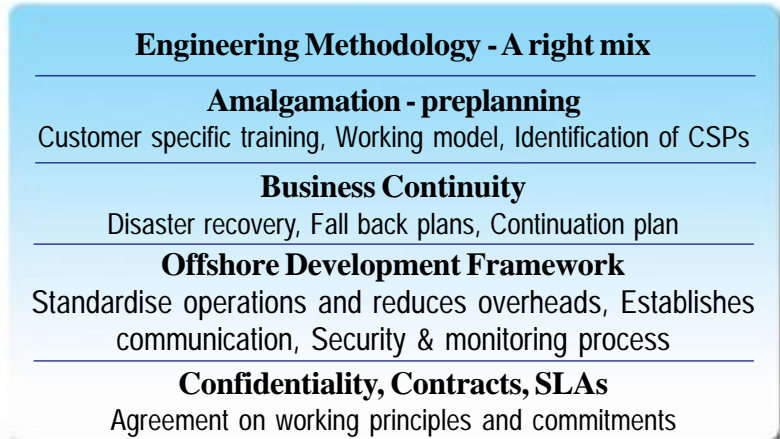 Engineering Methodology - A right mix
Amalgamation - preplanning
Customer specific training, Working model, Identification of CSPs
Business Continuity
Disaster recovery, Fall back plans, Continuation plan
Offshore Development Framework
Standardise operations and reduces overheads, Establishes
communication, Security & monitoring process
Confidentiality, Contracts, SLAs
Agreement on working principles and commitments